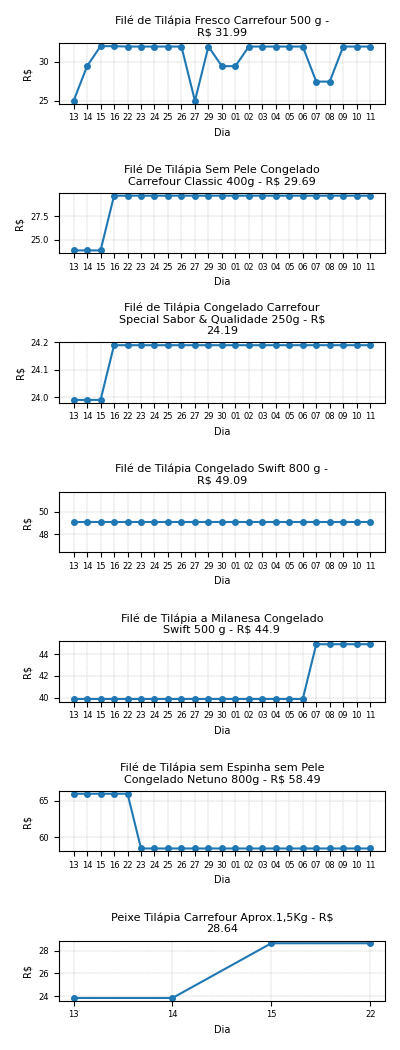 Filé de Tilápia Fresco Carrefour 500 g -
R$ 31.99
R$
30
25
13 14 15 16 22 23 24 25 26 27 29 30 01 02 03 04 05 06 07 08 09 10 11
Dia
Filé De Tilápia Sem Pele Congelado
Carrefour Classic 400g - R$ 29.69
R$
27.5
25.0
13 14 15 16 22 23 24 25 26 27 29 30 01 02 03 04 05 06 07 08 09 10 11
Dia
Filé de Tilápia Congelado Carrefour
Special Sabor & Qualidade 250g - R$
24.19
R$
24.2
24.1
24.0
13 14 15 16 22 23 24 25 26 27 29 30 01 02 03 04 05 06 07 08 09 10 11
Dia
Filé de Tilápia Congelado Swift 800 g -
R$ 49.09
R$
50
48
13 14 15 16 22 23 24 25 26 27 29 30 01 02 03 04 05 06 07 08 09 10 11
Dia
Filé de Tilápia a Milanesa Congelado
Swift 500 g - R$ 44.9
R$
44
42
40
13 14 15 16 22 23 24 25 26 27 29 30 01 02 03 04 05 06 07 08 09 10 11
Dia
Filé de Tilápia sem Espinha sem Pele
Congelado Netuno 800g - R$ 58.49
R$
65
60
13 14 15 16 22 23 24 25 26 27 29 30 01 02 03 04 05 06 07 08 09 10 11
Dia
Peixe Tilápia Carrefour Aprox.1,5Kg - R$
28.64
R$
28
26
24
13 14 15 22
Dia